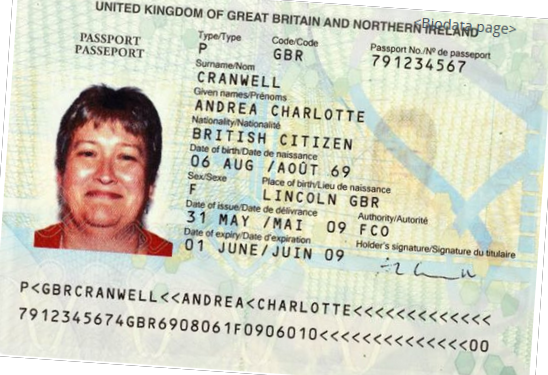 <Biodata page>
UNITED KINGDOM OF GREAT BRITAIN AND NORTHERN IRELAND
PASSPORT
PASSEPORT
Type/Type Code/Code Passport No./Nº de passeport
P GBR 791234567
Surname/Nom
CRANWELL
Given names/Prénoms
ANDREA CHARLOTTE
Nationality/Nationalité
BRITISH CITIZEN
Date of birth/Date de naissance
06 AUG /AOÛT 69
Sex/Sexe Place of birth/Lieu de naissance
F LINCOLN GBR
Date of issue/Date de délivrance Authority/Autorité
31 MAY /MAI 09 FCO
Date of expiry/Date d'expiration Holder's signature/Signature du titulaire
01 JUNE/JUIN 09
P<GBRCRANWELL<<ANDREA<CHARLOTTE<<<<<<<<<<<<<
7912345674GBR6908061F0906010<<<<<<<<<<<<<<00